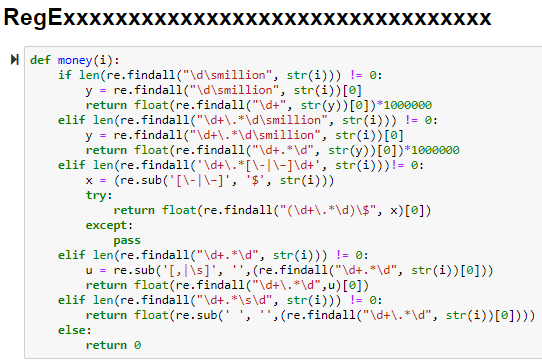 RegExxxxxxxxxxxxxxxxxxxxxxxxxxxxxxxxxx
def money(i):
    if len(re.findall("\d\smillion", str(i))) != 0:
        y = re.findall("\d\smillion", str(i))[0]
        return float(re.findall("\d+", str(y))[0])*1000000
    elif len(re.findall("\d+\.*\d\smillion", str(i))) != 0:
        y = re.findall("\d+\.*\d\smillion", str(i))[0]
        return float(re.findall("\d+.*\d", str(y))[0])*1000000
    elif len(re.findall('\d+\.*[\-|\–]\d+', str(i)))!= 0:
        x = (re.sub('[\-|\–]', '$', str(i)))
        try:
            return float(re.findall("(\d+\.*\d)\$", x)[0])
        except:
            pass
    elif len(re.findall("\d+.*\d", str(i))) != 0:
        u = re.sub('[,|\s]', '',(re.findall("\d+.*\d", str(i))[0]))
        return float(re.findall("\d+\.*\d",u)[0])
    elif len(re.findall("\d+.*\s\d", str(i))) != 0:
        return float(re.sub(' ', '',(re.findall("\d+\.*\d", str(i))[0])))
    else:
        return 0